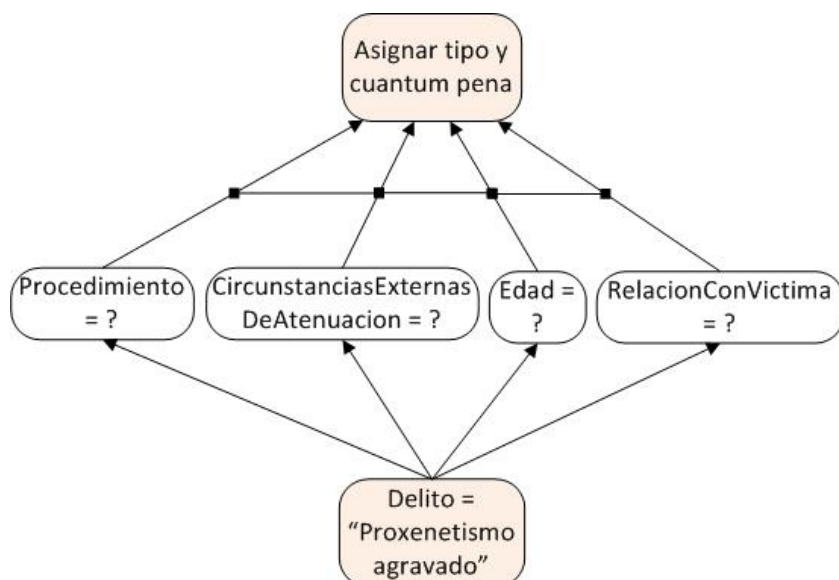 Asignar tipo y
cuantum pena
Procedimiento
= ?
CircunstanciasExternas
DeAtenuacion = ?
Edad =
?
RelacionConVictima
= ?
Delito =
“Proxenetismo
agravado”